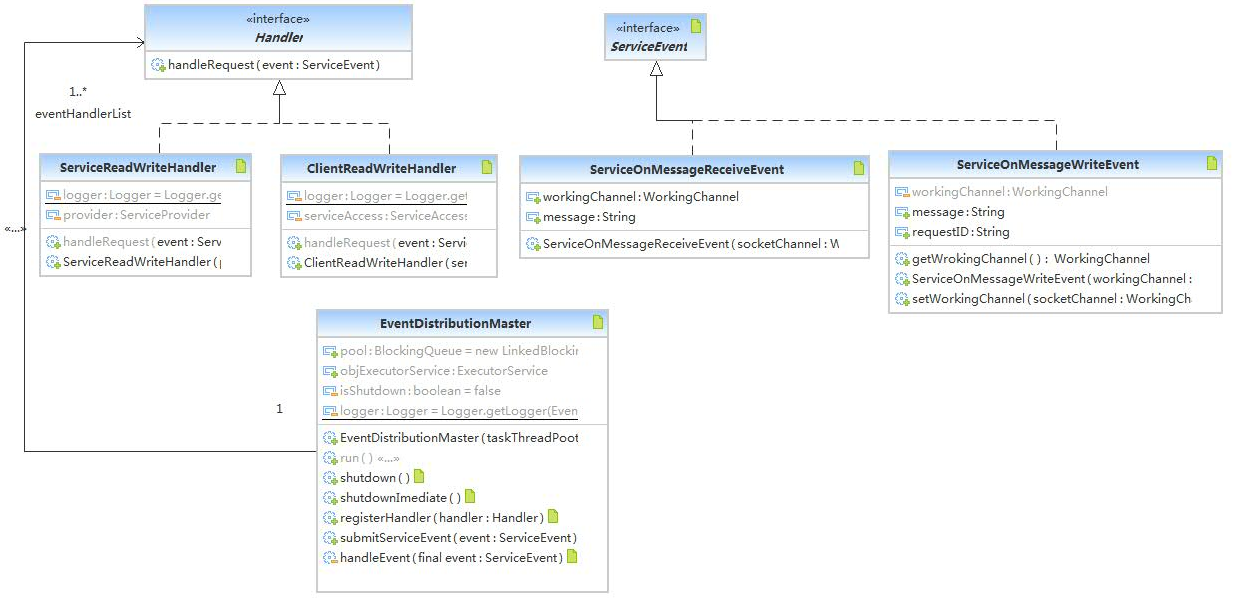 «interface»
Handler
handleRequest(event : ServiceEvent)
«interface»
ServiceEvent
1..*
eventHandlerList
«...»
1
ServiceReadWriteHandler
logger : Logger = Logger.ge
provider : ServiceProvider
handleRequest( event : Serv
ServiceReadWriteHandler(
ClientReadWriteHandler
logger : Logger = Logger.get
serviceAccess : ServiceAccess
handleRequest( event : Servi
ClientReadWriteHandler( ser
ServiceOnMessageReceiveEvent
workingChannel : WorkingChannel
message : String
ServiceOnMessageReceiveEvent( socketChannel : W
ServiceOnMessageWriteEvent
workingChannel : WorkingChannel
message : String
requestID : String
getWrokingChannel ( ) : WorkingChannel
ServiceOnMessageWriteEvent( workingChannel :
setWorkingChannel( socketChannel : WorkingCha
EventDistributionMaster
pool : BlockingQueue = new LinkedBlockin
objExecutorService : ExecutorService
isShutdown : boolean = false
logger : Logger = Logger.getLogger(Even
EventDistributionMaster( taskThreadPoot
run ( ) «...»
shutdown ( )
shutdownImediate ( )
registerHandler( handler : Handler )
submitServiceEvent( event : ServiceEvent)
handleEvent( final event : ServiceEvent)